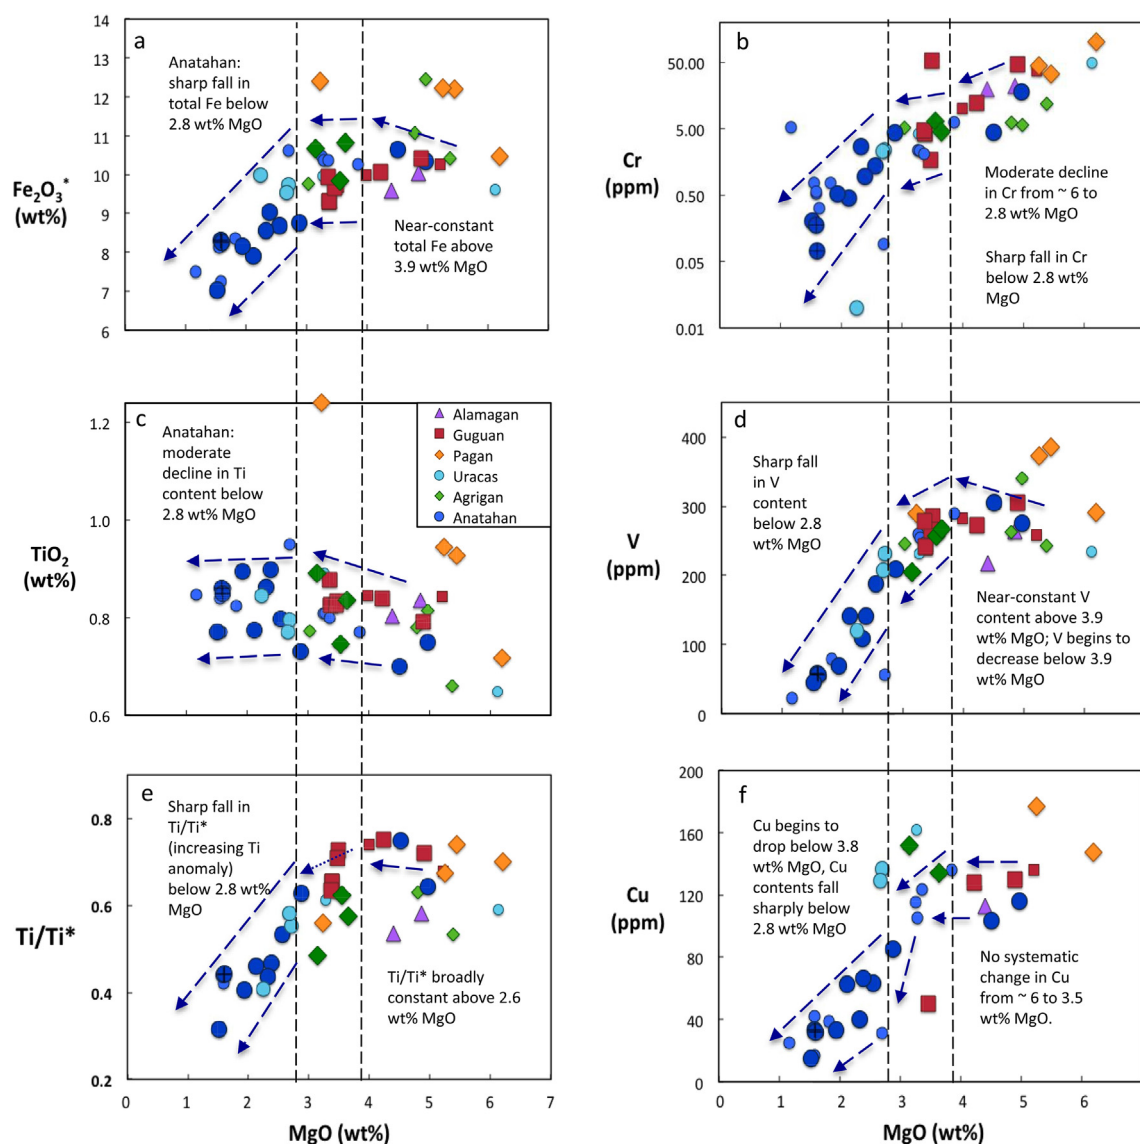 a
Anatahan:
sharp fall in
total Fe below
2.8 wt% MgO
Near-constant
total Fe above
3.9 wt% MgO
Fe2O3*
(wt%)
14
13
12
11
10
9
8
7
6
b
Moderate decline
in Cr from ~ 6 to
2.8 wt% MgO
Sharp fall in Cr
below 2.8 wt%
MgO
Cr
(ppm)
50.00
5.00
0.50
0.05
0.01
c
Anatahan:
moderate
decline in Ti
content below
2.8 wt% MgO
Alamagan
Guguan
Pagan
Uracas
Agrigan
Anatahan
TiO2
(wt%)
1.2
1.0
0.8
0.6
d
Sharp fall
in V
content
below 2.8
wt% MgO
Near-constant V
content above 3.9
wt% MgO; V begins to
decrease below 3.9
wt% MgO
V
(ppm)
400
300
200
100
0
e
Sharp fall in
Ti/Ti*
(increasing Ti
anomaly)
below 2.8 wt%
MgO
Ti/Ti* broadly
constant above 2.6
wt% MgO
Ti/Ti*
0.8
0.6
0.4
0.2
0 1 2 3 4 5 6 7
MgO (wt%)
f
Cu begins to
drop below 3.8
wt% MgO, Cu
contents fall
sharply below
2.8 wt% MgO
No systematic
change in Cu
from ~ 6 to 3.5
wt% MgO.
Cu
(ppm)
200
160
120
80
40
0
0 1 2 3 4 5 6
MgO (wt%)